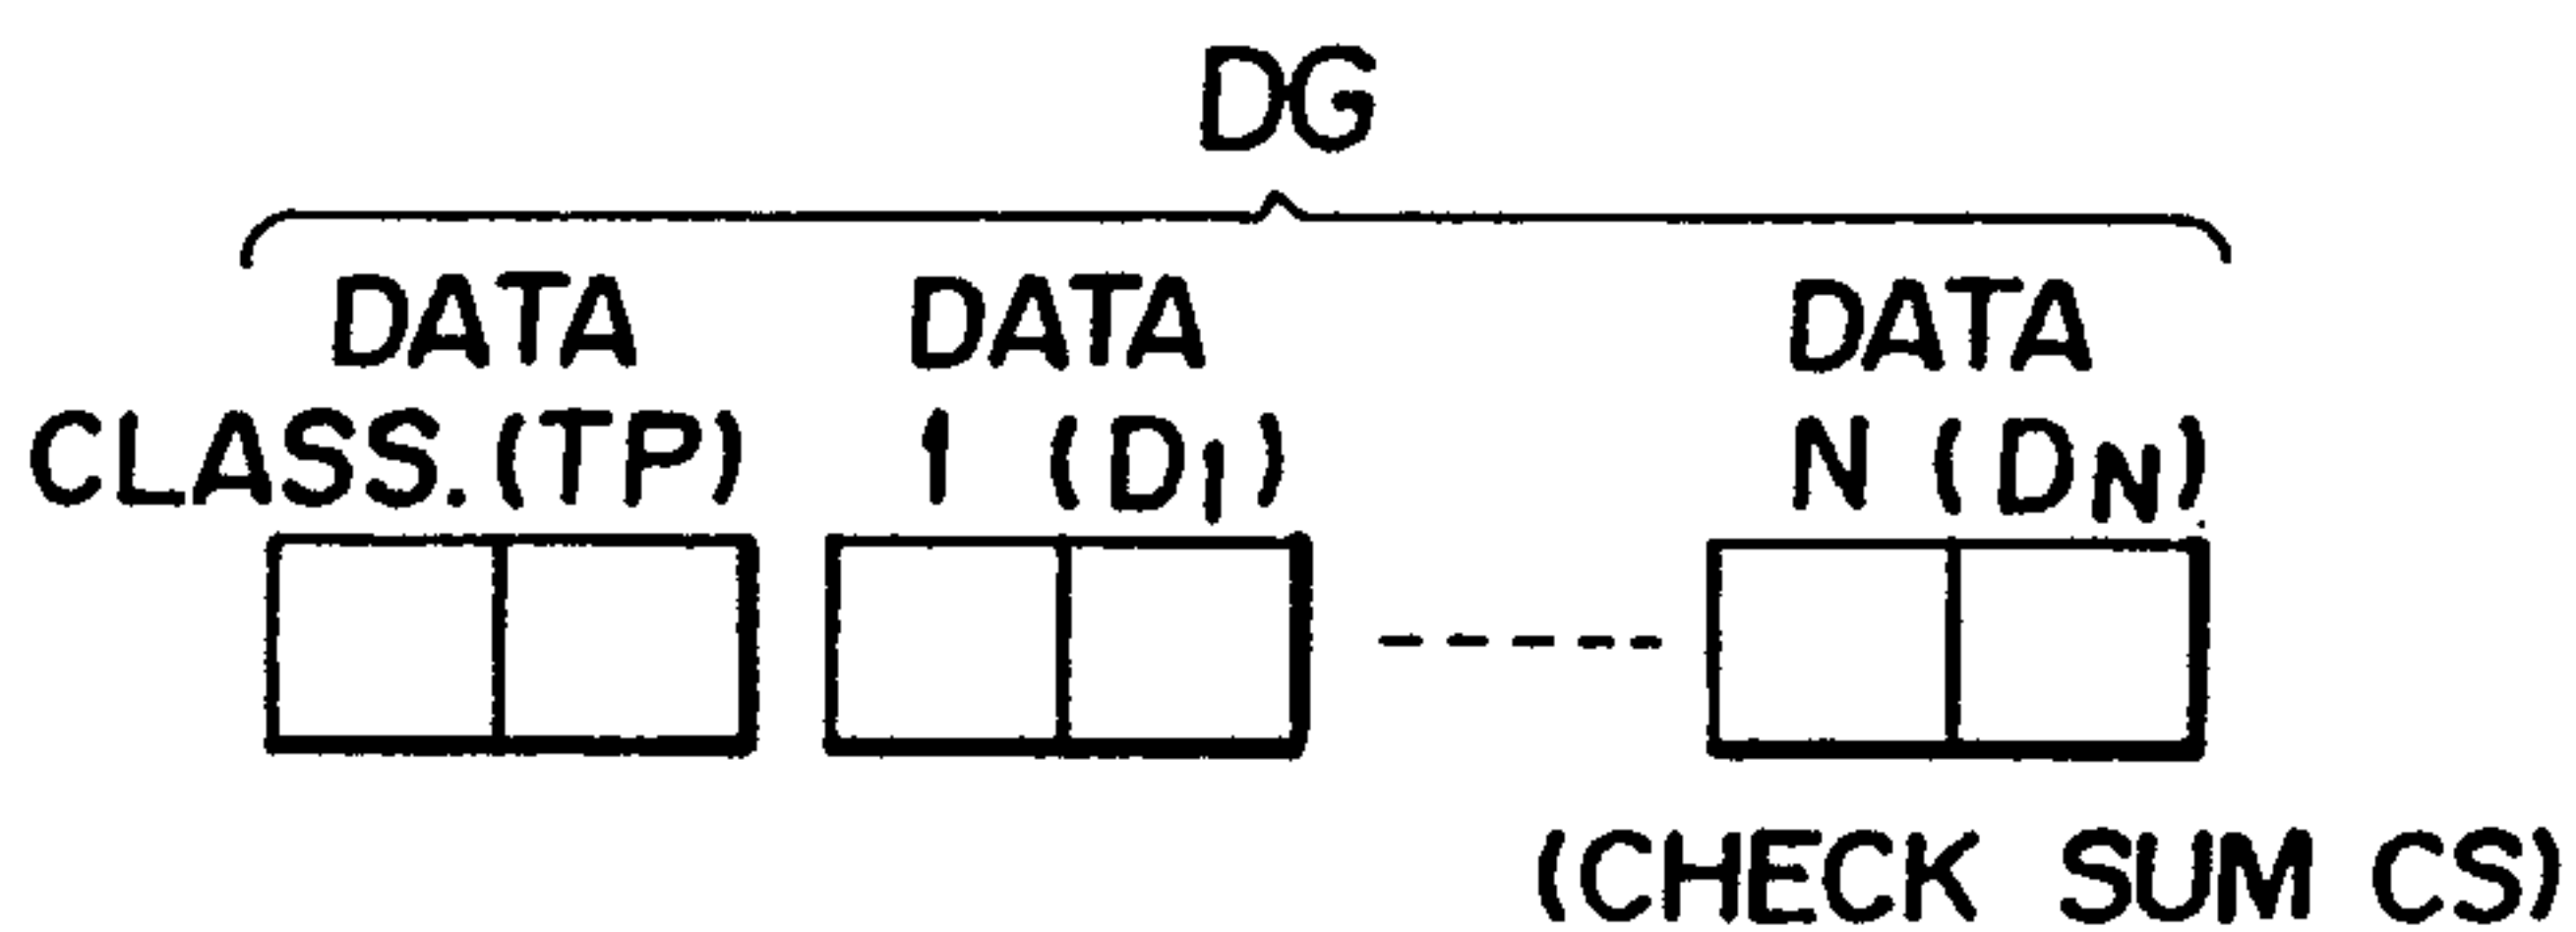 DG
DATA DATA DATA
CLASS.(TP) 1 (D1) N (DN)
(CHECK SUM CS)